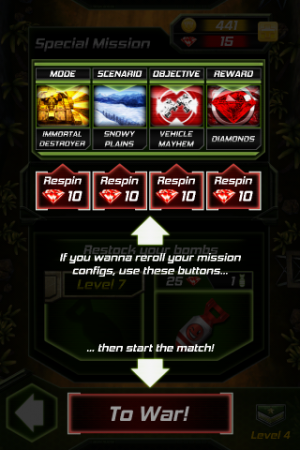 441
Special Mission
15
MODE SCENARIO OBJECTIVE REWARD
IMMORTAL DESTROYER
SNOWY PLAINS
VEHICLE MAYHEM
DIAMONDS
Respin 10
Respin 10
Respin 10
Respin 10
Restock your bombs
If you wanna reroll your mission
configs, use these buttons...
Level 7
25
1
... then start the match!
To War!
Level 4